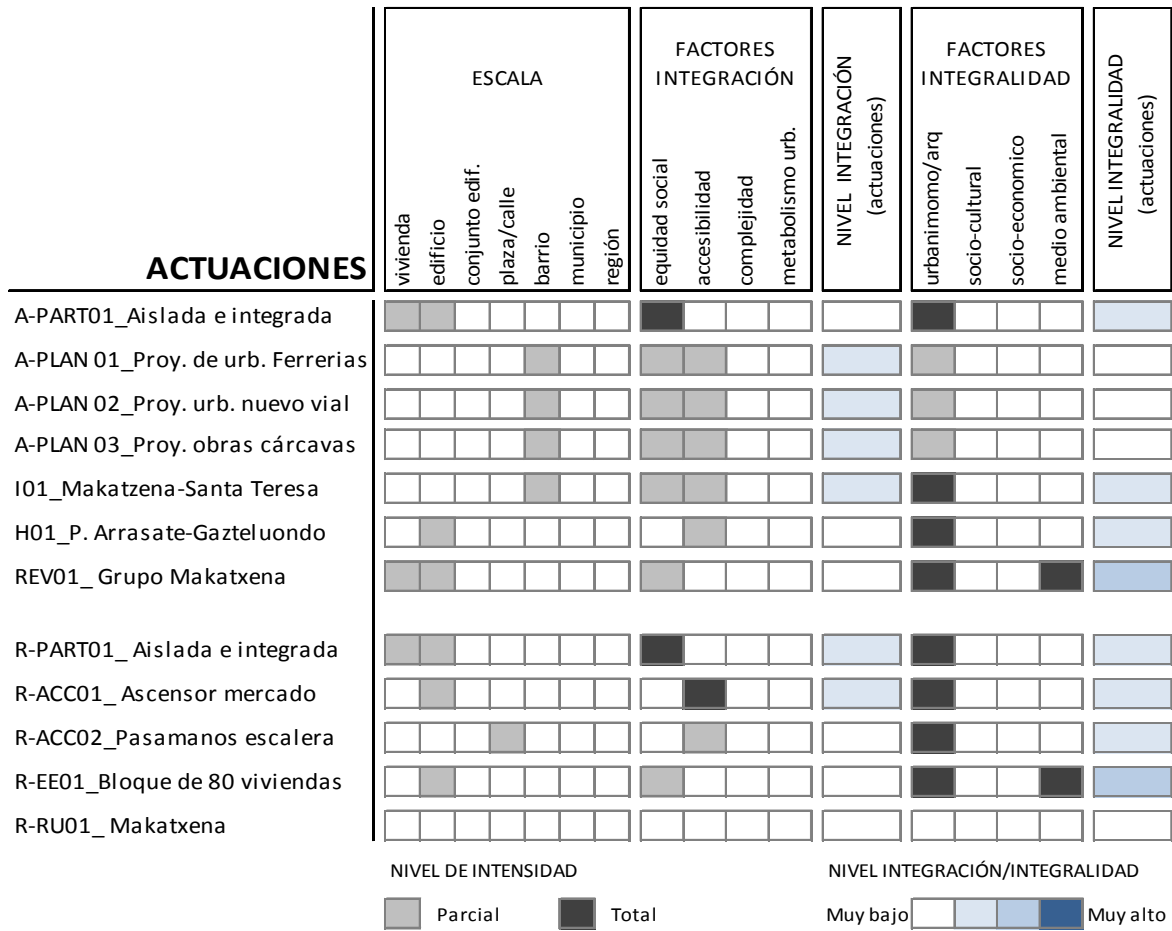 ESCALA
FACTORES
INTEGRACIÓN
NIVEL INTEGRACIÓN
(actuaciones)
FACTORES
INTEGRALIDAD
NIVEL INTEGRALIDAD
(actuaciones)
ACTUACIONES
vivienda
edificio
conjunto edif.
plaza/calle
barrio
municipio
región
equidad social
accesibilidad
complejidad
metabolismo urb.
urbanimomo/arq
socio-cultural
socio-economico
medio ambiental
A-PART01_Aislada e integrada
A-PLAN 01_Proy. de urb. Ferrerias
A-PLAN 02_Proy. urb. nuevo vial
A-PLAN 03_Proy. obras cárcavas
I01_Makatzena-Santa Teresa
H01_P. Arrasate-Gazteluondo
REV01_ Grupo Makatxena
R-PART01_ Aislada e integrada
R-ACC01_ Ascensor mercado
R-ACC02_Pasamanos escalera
R-EE01_Bloque de 80 viviendas
R-RU01_ Makatxena
NIVEL DE INTENSIDAD
Parcial
Total
NIVEL INTEGRACIÓN/INTEGRALIDAD
Muy bajo
Muy alto